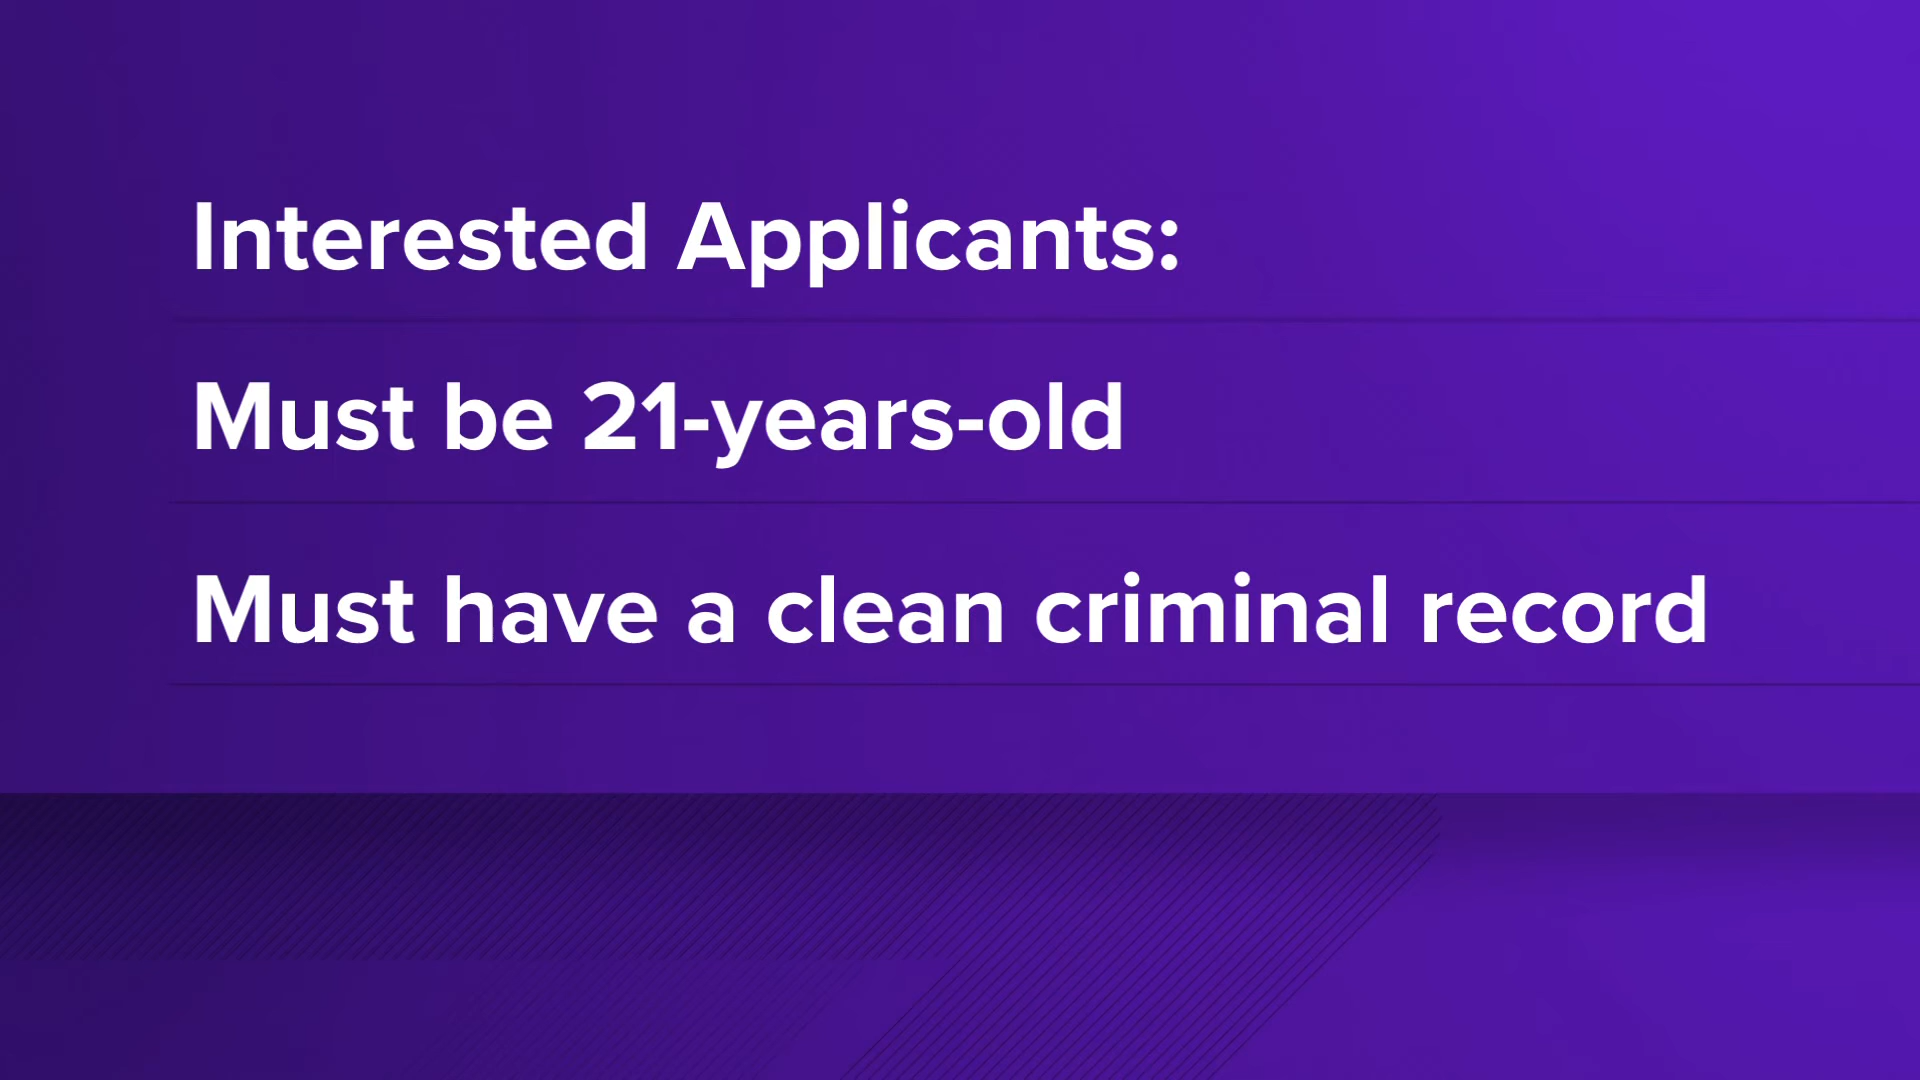 Interested Applicants:
Must be 21-years-old
Must have a clean criminal record